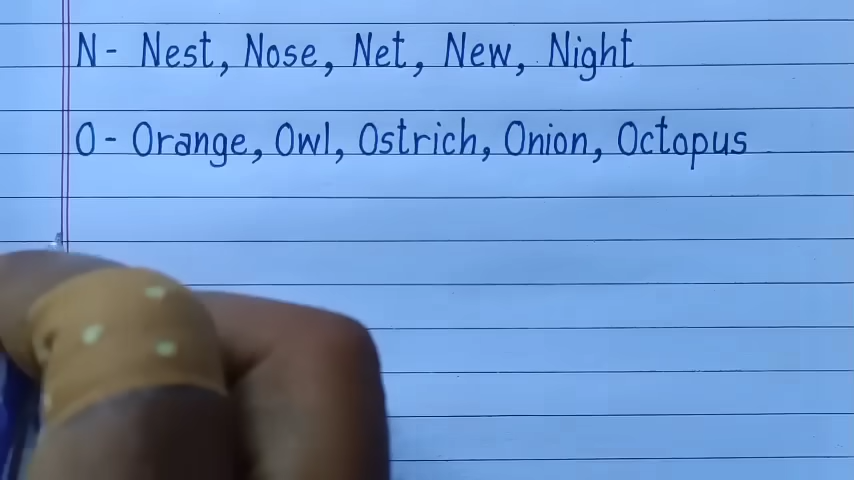 N- Nest, Nose, Net, New, Night
O- Orange, Owl, Ostrich, Onion, Octopus